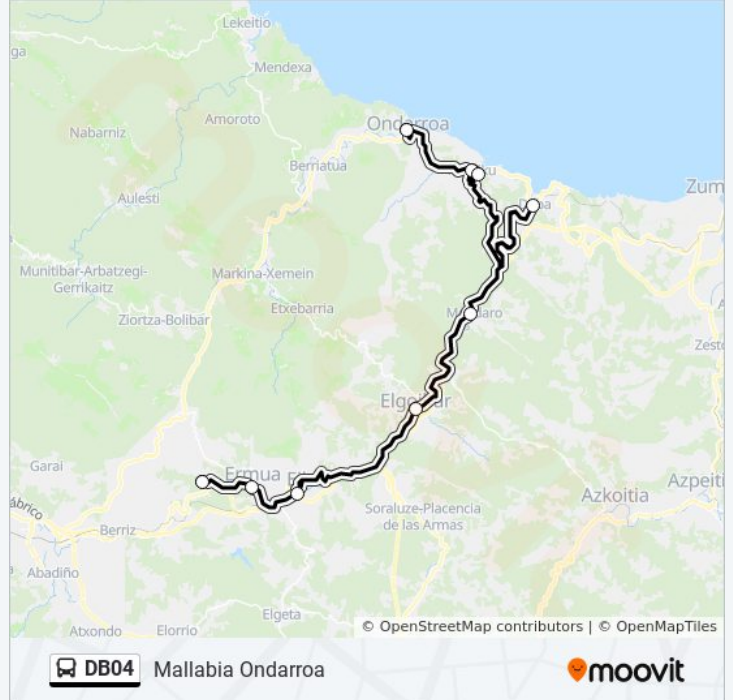 Lekeitio
ga
Mendexa
Amoroto
Ondarroa
Nabarniz
Berriatua
Aulesti
Zum
Munitibar-Arbatzegi-
Gerrikaitz
Markina-Xemein
Etxebarria
Ziortza-Bolibar
Zest
Elgoibar
Garai
Ermua
Azpeiti
Azkoitia
Soraluze-Placencia
de las Armas
Berriz
Abadiño
Elgeta
Atxondo
Elorrio
© OpenStreetMap contributors | © OpenMapTiles
DB04
Mallabia Ondarroa
moovit